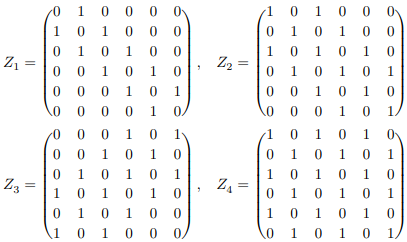 0 1 0 0 0 0 1 0 1 0 0 0
1 0 1 0 0 0 0 1 0 1 0 0
0 1 0 1 0 0 1 0 1 0 1 0
Z₁ = , Z₂ =
0 0 1 0 1 0 0 1 0 1 0 1
0 0 0 1 0 1 0 0 1 0 1 0
0 0 0 0 1 0 0 0 0 1 0 1
0 0 0 1 0 1 1 0 1 0 1 0
0 0 1 0 1 0 0 1 0 1 0 1
0 1 0 1 0 1 1 0 1 0 1 0
Z₃ = , Z₄ =
1 0 1 0 1 0 0 1 0 1 0 1
0 1 0 1 0 0 1 0 1 0 1 0
1 0 1 0 0 0 0 1 0 1 0 1